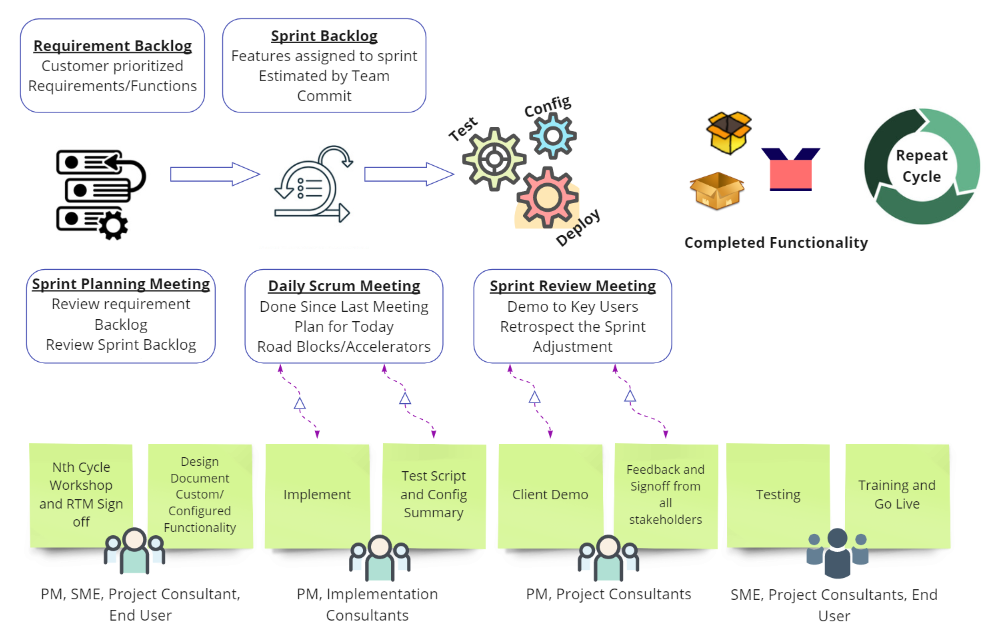 Requirement Backlog
Customer prioritized
Requirements/Functions
Sprint Backlog
Features assigned to sprint
Estimated by Team
Commit
Test
Config
Deploy
Completed Functionality
Repeat
Cycle
Sprint Planning Meeting
Review requirement
Backlog
Review Sprint Backlog
Daily Scrum Meeting
Done Since Last Meeting
Plan for Today
Road Blocks/Accelerators
Sprint Review Meeting
Demo to Key Users
Retrospect the Sprint
Adjustment
Nth Cycle
Workshop
and RTM Sign
off
Design
Document
Custom/
Configured
Functionality
Implement
Test Script
and Config
Summary
Client Demo
Feedback and
Signoff from
all
stakeholders
Testing
Training and
Go Live
PM, SME, Project Consultant,
End User
PM, Implementation
Consultants
PM, Project Consultants
SME, Project Consultants, End
User